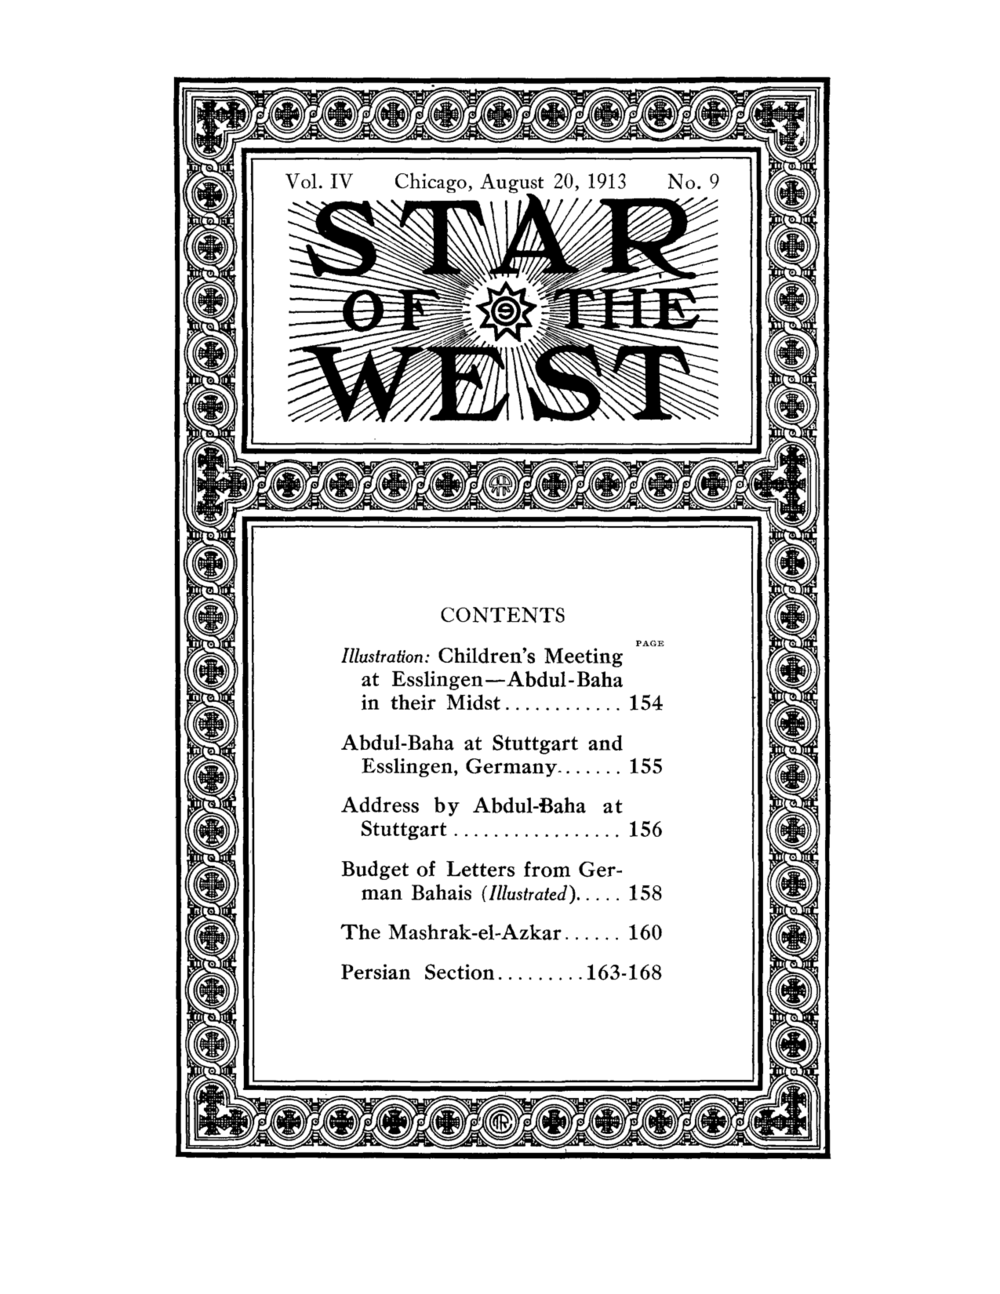 Vol. IV Chicago, August 20, 1913 No. 9
STAR
OF 9 THE
WEST
CONTENTS
PAGE
Illustration: Children's Meeting
at Esslingen—Abdul-Baha
in their Midst............ 154
Abdul-Baha at Stuttgart and
Esslingen, Germany....... 155
Address by Abdul-Baha at
Stuttgart ................. 156
Budget of Letters from Ger-
man Bahais (Illustrated)..... 158
The Mashrak-el-Azkar...... 160
Persian Section.........163-168